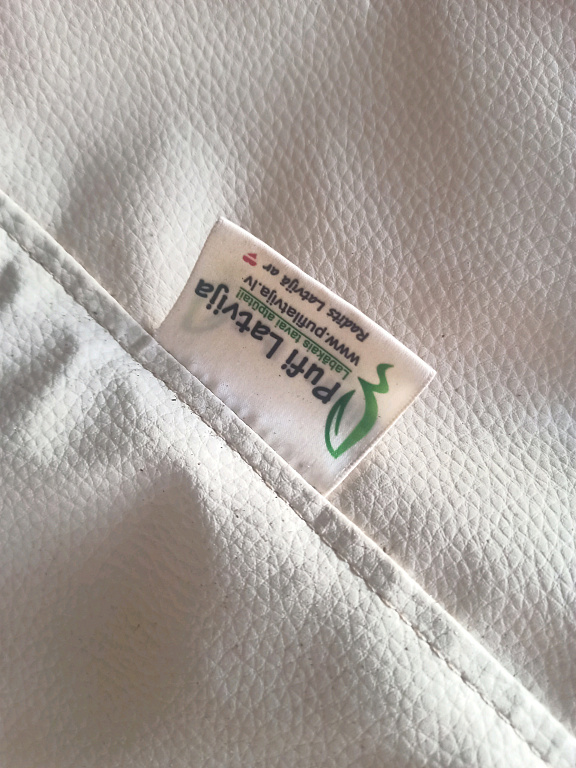 Pufi Latvija
Labākais tavai atpūtai!
www.pufilatvija.lv
Radīts Latvijā ar